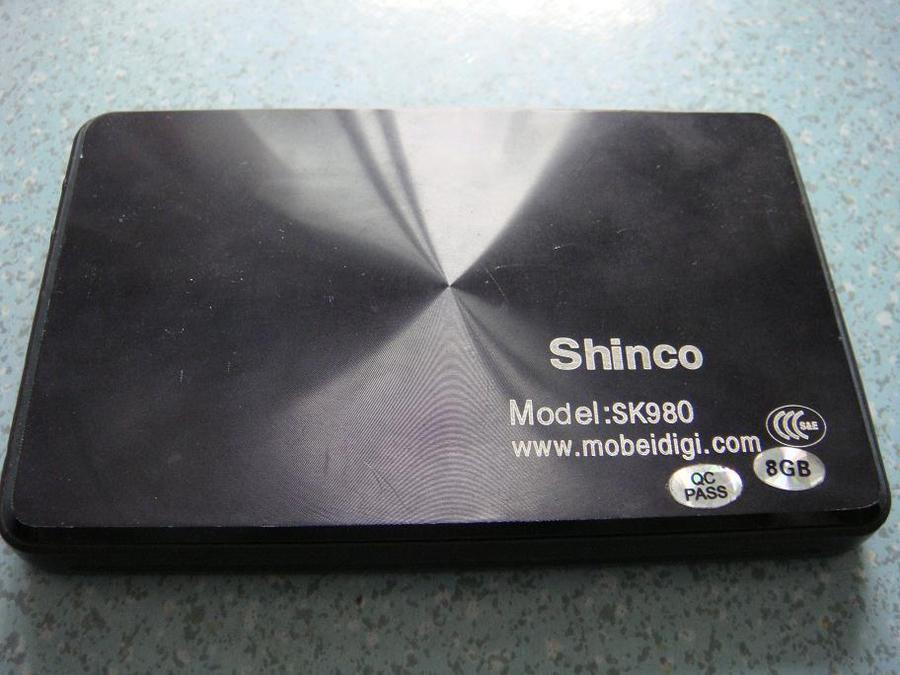 Shinco
Model:SK980
www.mobeidigi.com
S&E
8GB
QC
PASS